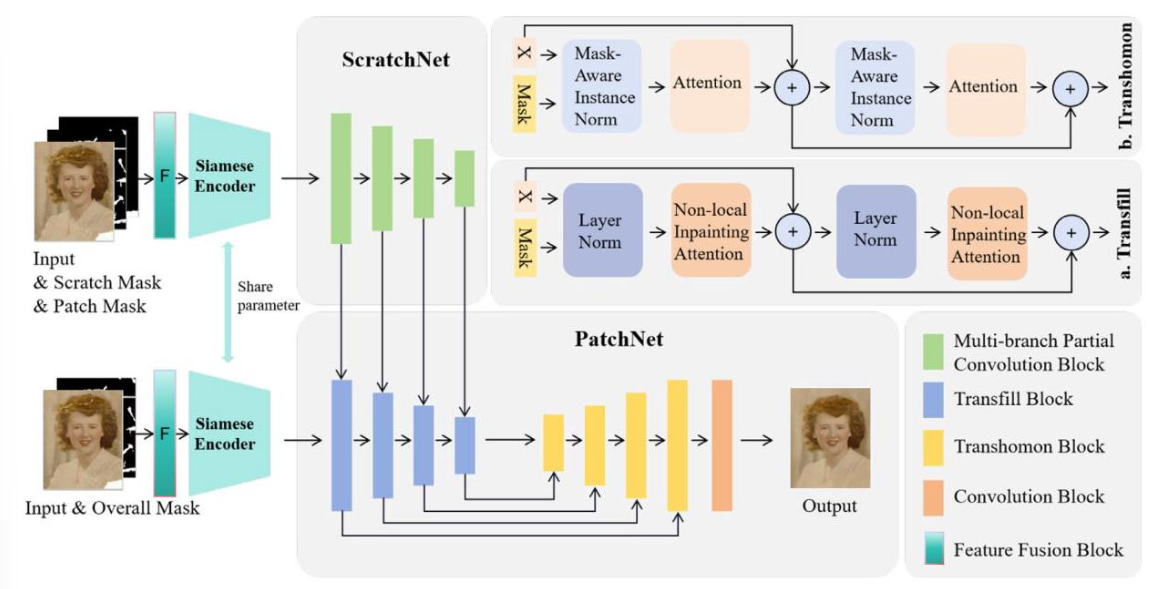 ScratchNet
X
Mask
Mask-
Aware
Instance
Norm
Attention
+
Mask-
Aware
Instance
Norm
Attention
+
b. Transhomon
X
Mask
Layer
Norm
Non-local
Inpainting
Attention
+
Layer
Norm
Non-local
Inpainting
Attention
+
a. Transfill
F
Siamese
Encoder
Input
& Scratch Mask
& Patch Mask
Share
parameter
F
Siamese
Encoder
Input & Overall Mask
PatchNet
Output
Multi-branch Partial
Convolution Block
Transfill Block
Transhomon Block
Convolution Block
Feature Fusion Block